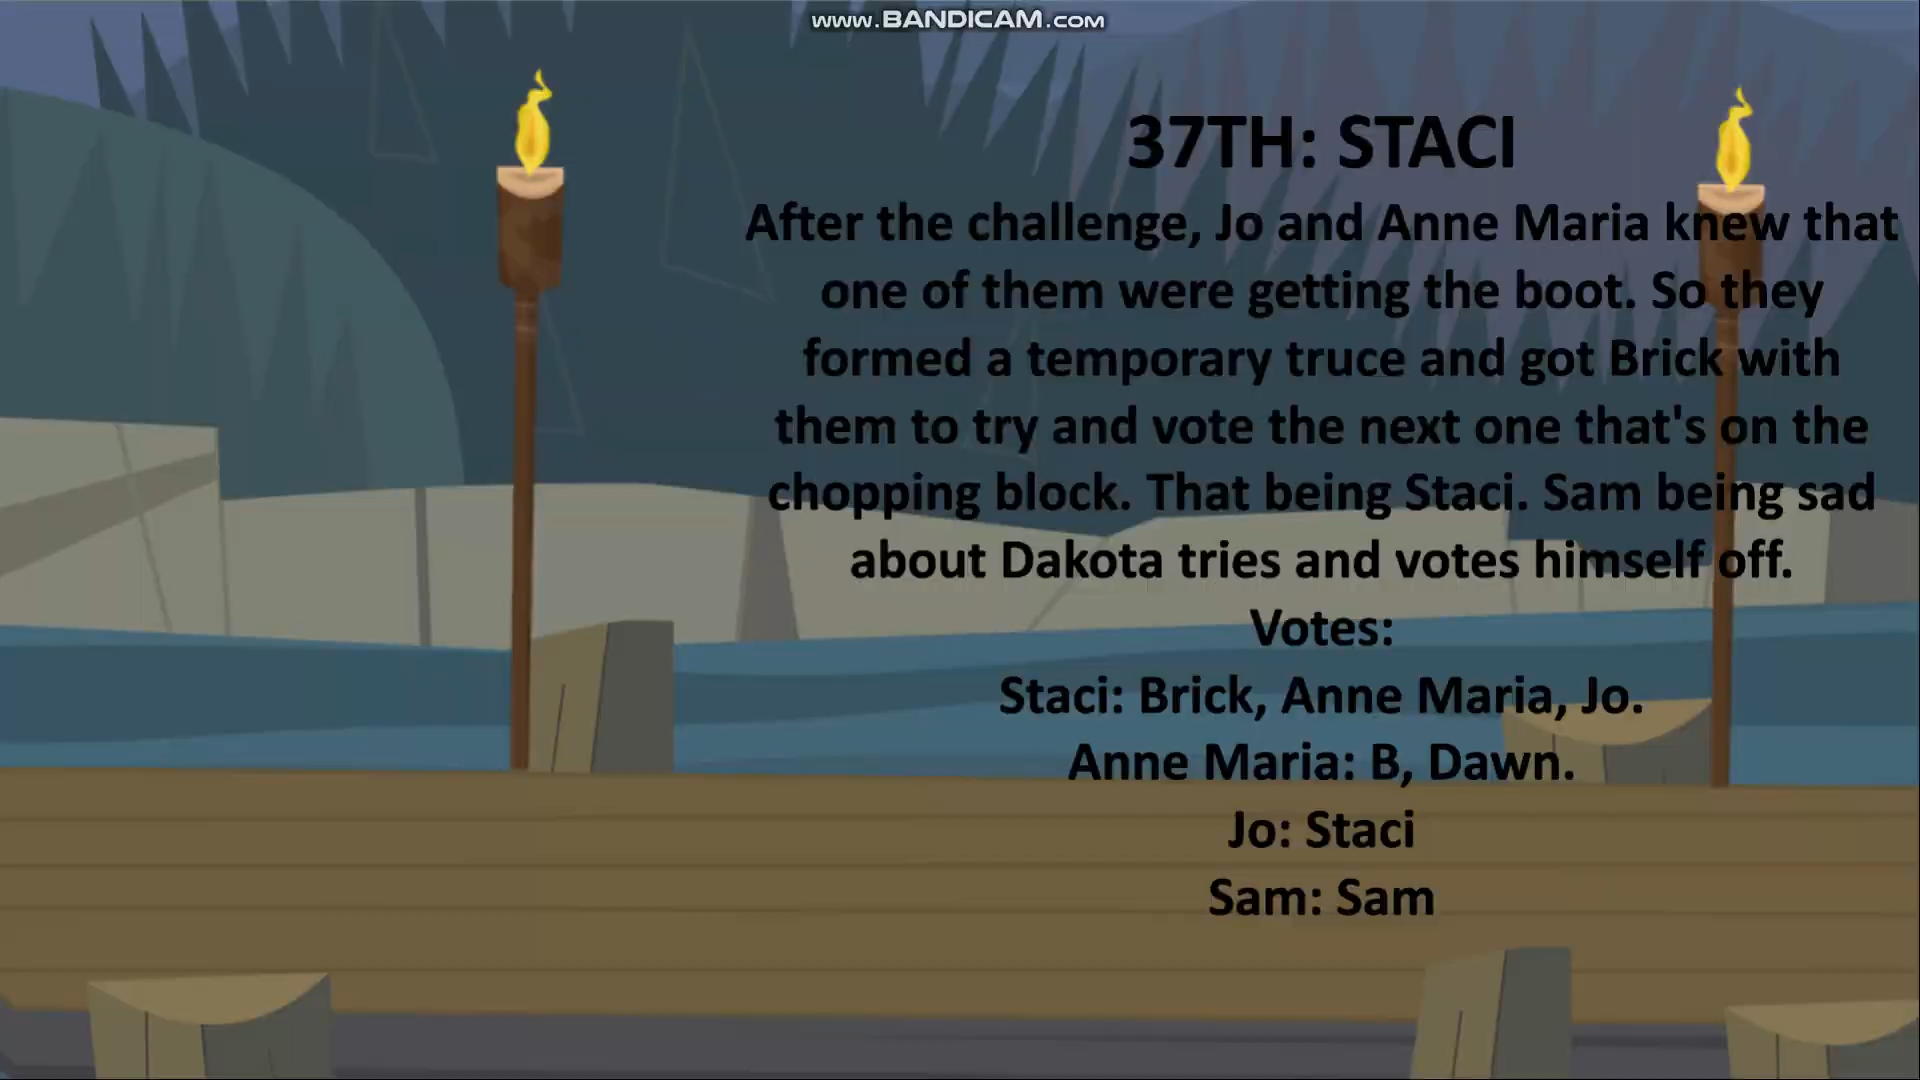 www.BANDICAM.com
37TH: STACI
After the challenge, Jo and Anne Maria knew that
one of them were getting the boot. So they
formed a temporary truce and got Brick with
them to try and vote the next one that's on the
chopping block. That being Staci. Sam being sad
about Dakota tries and votes himself off.
Votes:
Staci: Brick, Anne Maria, Jo.
Anne Maria: B, Dawn.
Jo: Staci
Sam: Sam